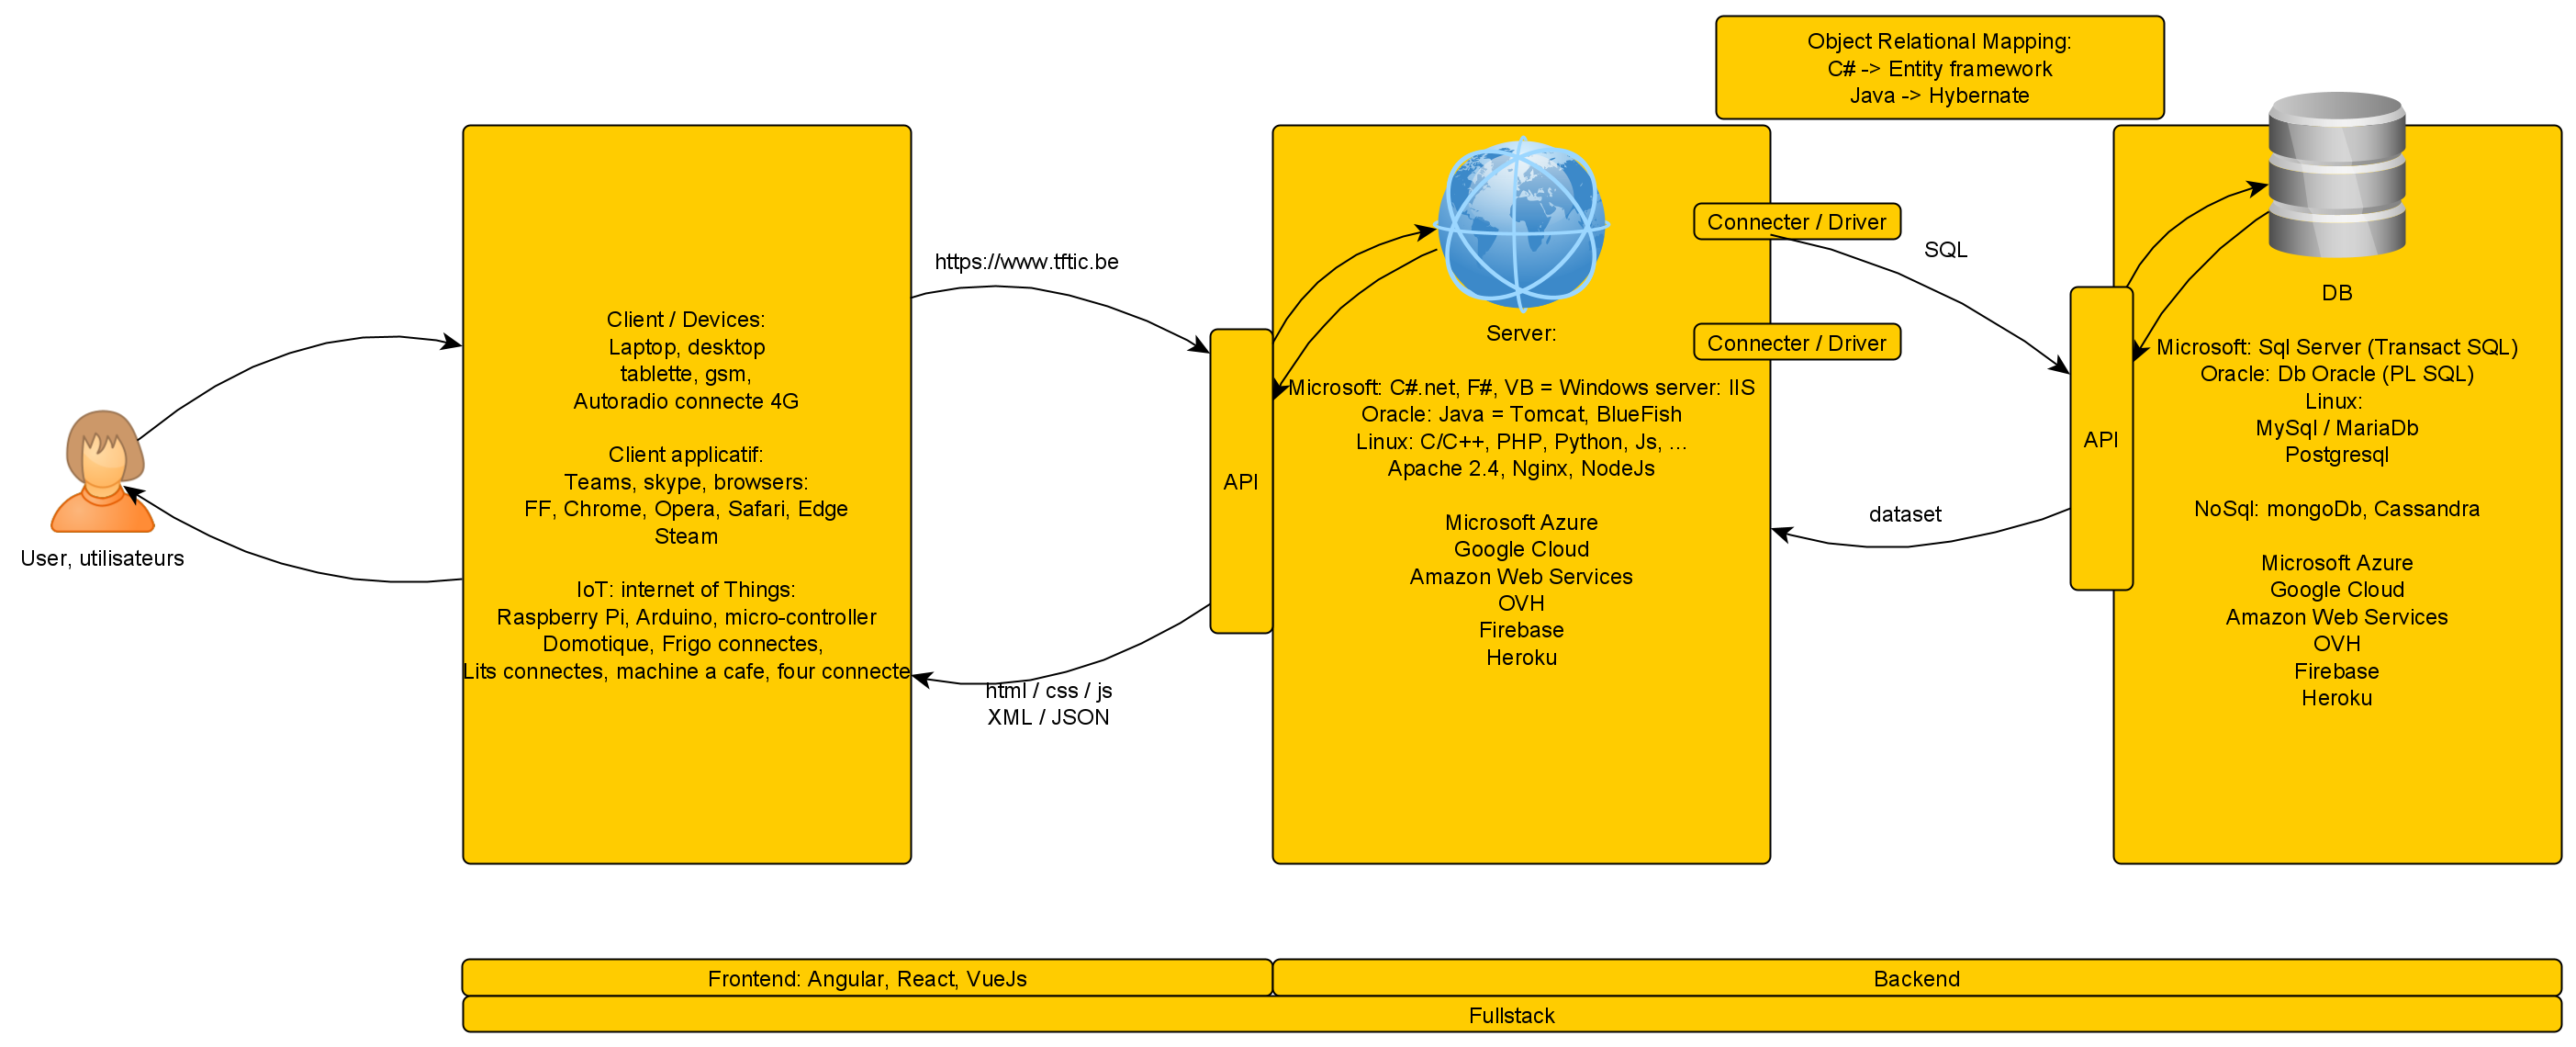 Object Relational Mapping:
C# -> Entity framework
Java -> Hybernate
User, utilisateurs
Client / Devices:
Laptop, desktop
tablette, gsm,
Autoradio connecte 4G
Client applicatif:
Teams, skype, browsers:
FF, Chrome, Opera, Safari, Edge
Steam
IoT: internet of Things:
Raspberry Pi, Arduino, micro-controller
Domotique, Frigo connectes,
Lits connectes, machine a cafe, four connecte
https://www.tftic.be
html / css / js
XML / JSON
API
Server:
Microsoft: C#.net, F#, VB = Windows server: IIS
Oracle: Java = Tomcat, BlueFish
Linux: C/C++, PHP, Python, Js, ...
Apache 2.4, Nginx, NodeJs
Microsoft Azure
Google Cloud
Amazon Web Services
OVH
Firebase
Heroku
Connecter / Driver
Connecter / Driver
SQL
dataset
API
DB
Microsoft: Sql Server (Transact SQL)
Oracle: Db Oracle (PL SQL)
Linux:
MySql / MariaDb
Postgresql
NoSql: mongoDb, Cassandra
Microsoft Azure
Google Cloud
Amazon Web Services
OVH
Firebase
Heroku
Frontend: Angular, React, VueJs
Backend
Fullstack